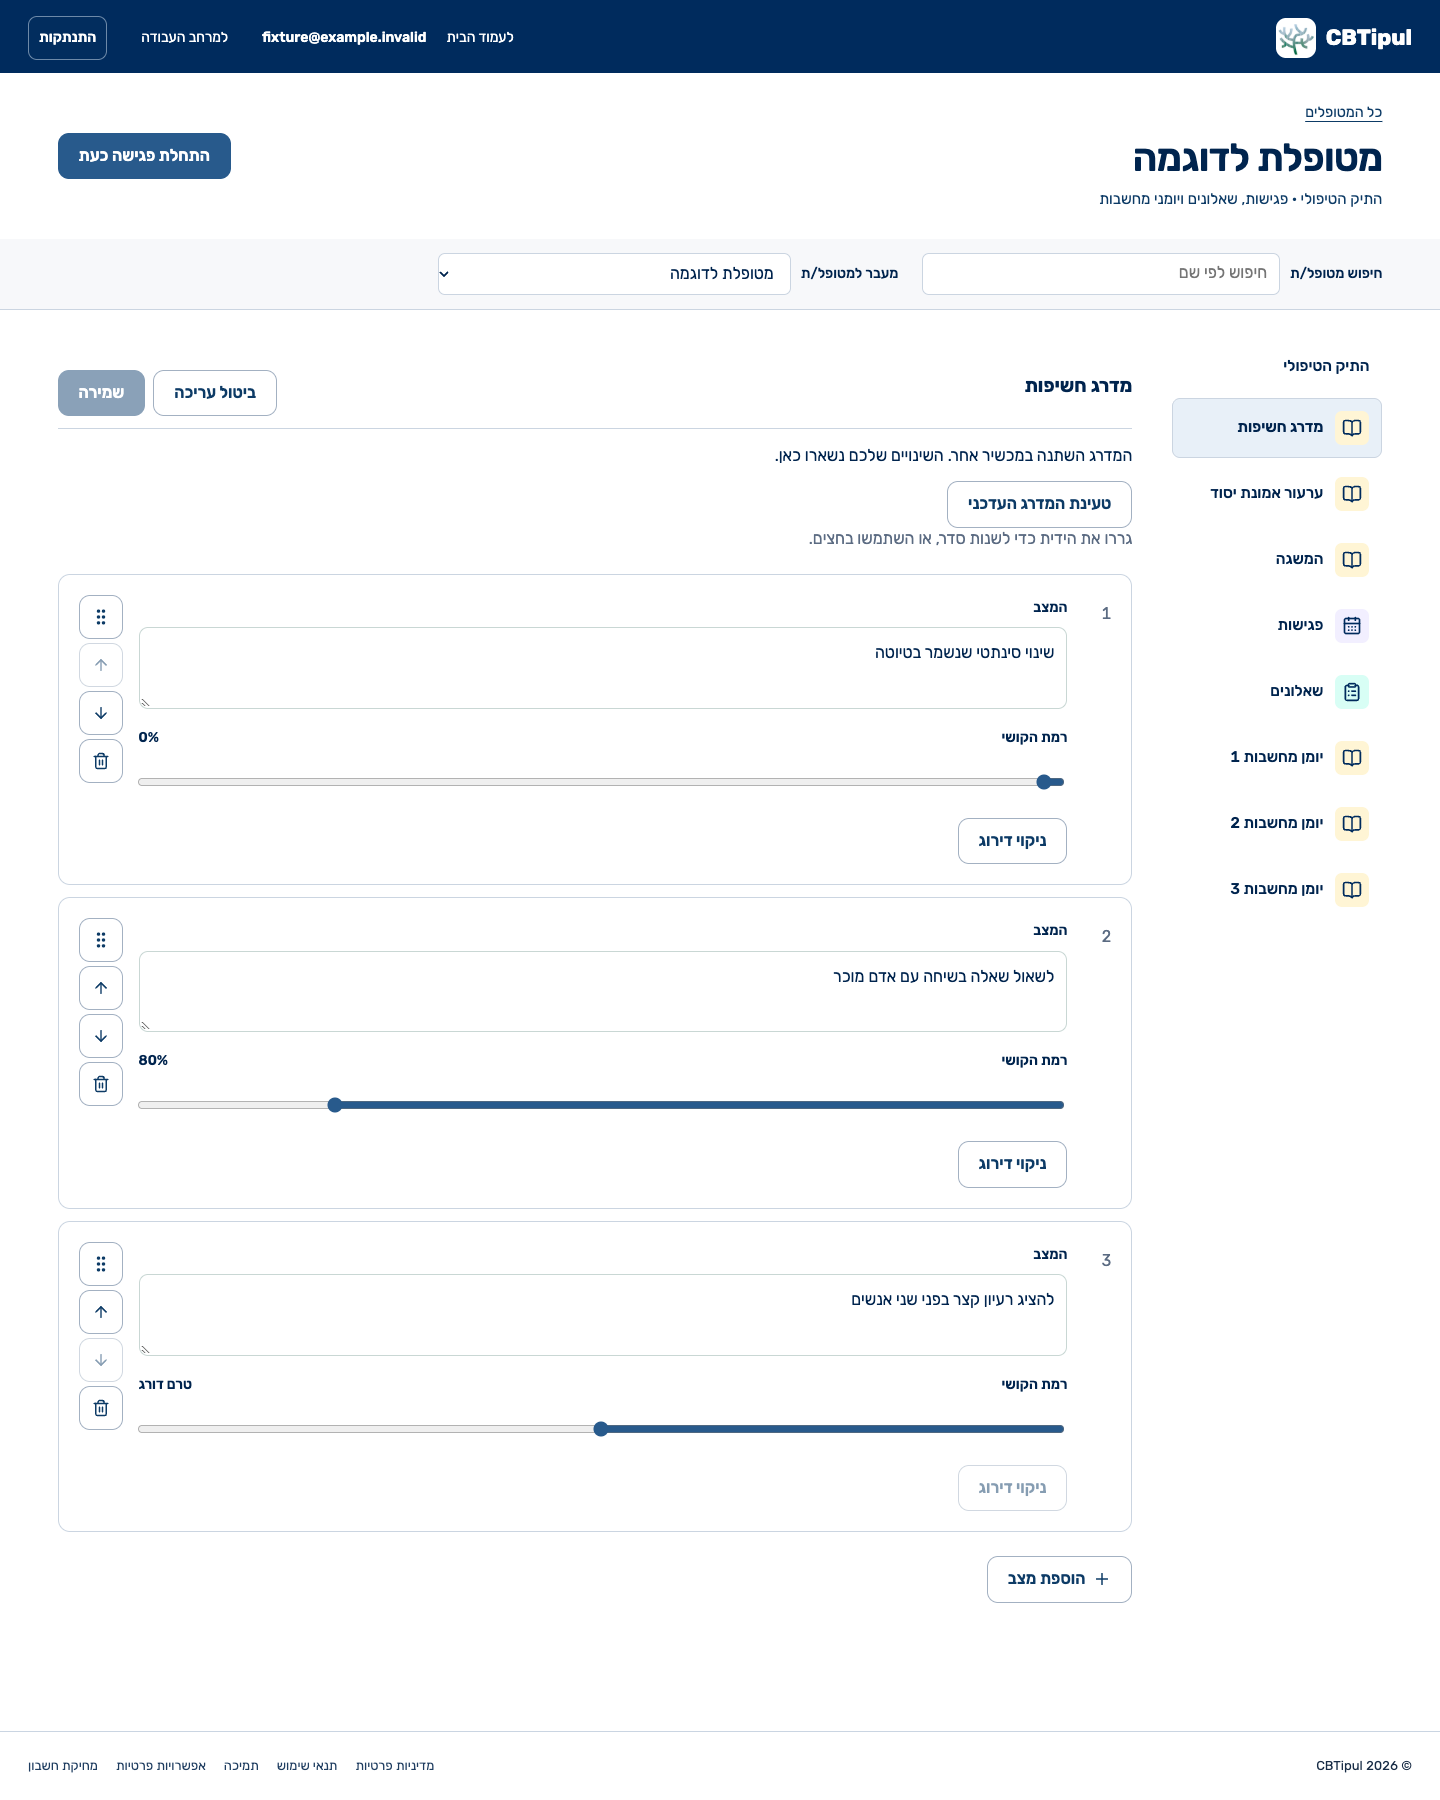 CBTipul
לעמוד הבית
fixture@example.invalid
למרחב העבודה
התנתקות
כל המטופלים
מטופלת לדוגמה
התיק הטיפולי • פגישות, שאלונים ויומני מחשבות
התחלת פגישה כעת
חיפוש מטופל/ת
חיפוש לפי שם
מעבר למטופל/ת
מטופלת לדוגמה
התיק הטיפולי
מדרג חשיפות
ערעור אמונת יסוד
המשגה
פגישות
שאלונים
יומן מחשבות 1
יומן מחשבות 2
יומן מחשבות 3
מדרג חשיפות
ביטול עריכה
שמירה
המדרג השתנה במכשיר אחר. השינויים שלכם נשארו כאן.
טעינת המדרג העדכני
גררו את הידית כדי לשנות סדר, או השתמשו בחצים.
1
המצב
שינוי סינתטי שנשמר בטיוטה
רמת הקושי
0%
ניקוי דירוג
2
המצב
לשאול שאלה בשיחה עם אדם מוכר
רמת הקושי
80%
ניקוי דירוג
3
המצב
להציג רעיון קצר בפני שני אנשים
רמת הקושי
טרם דורג
ניקוי דירוג
הוספת מצב
© 2026 CBTipul
מדיניות פרטיות
תנאי שימוש
תמיכה
אפשרויות פרטיות
מחיקת חשבון